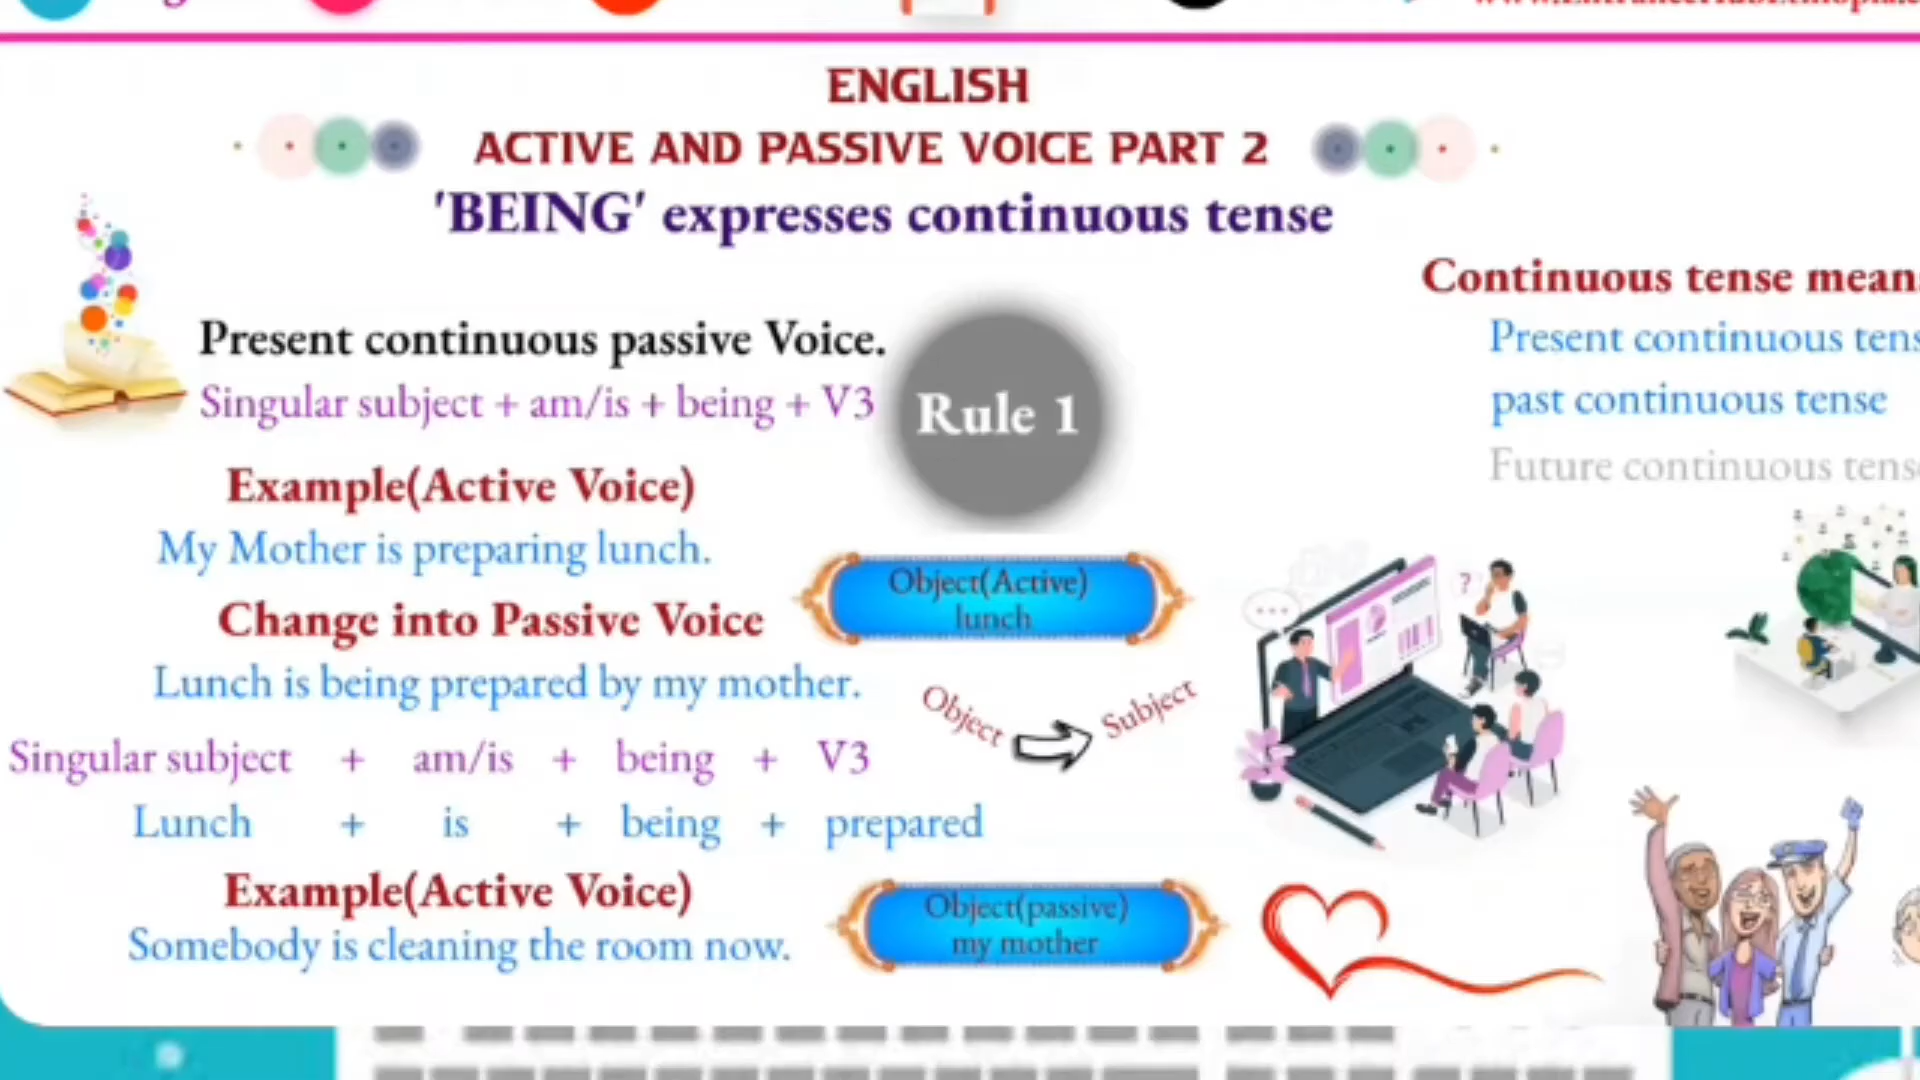 ENGLISH
ACTIVE AND PASSIVE VOICE PART 2
'BEING' expresses continuous tense
Continuous tense
Present continuous
past continuous tense
Future continuous
Present continuous passive Voice.
Singular subject + am/is + being + V3
Rule 1
Example(Active Voice)
My Mother is preparing lunch.
Object(Active)
lunch
Change into Passive Voice
Lunch is being prepared by my mother.
Object Subject
Singular subject + am/is + being + V3
Lunch + is + being + prepared
Example(Active Voice)
Somebody is cleaning the room now.
Object(passive)
my mother